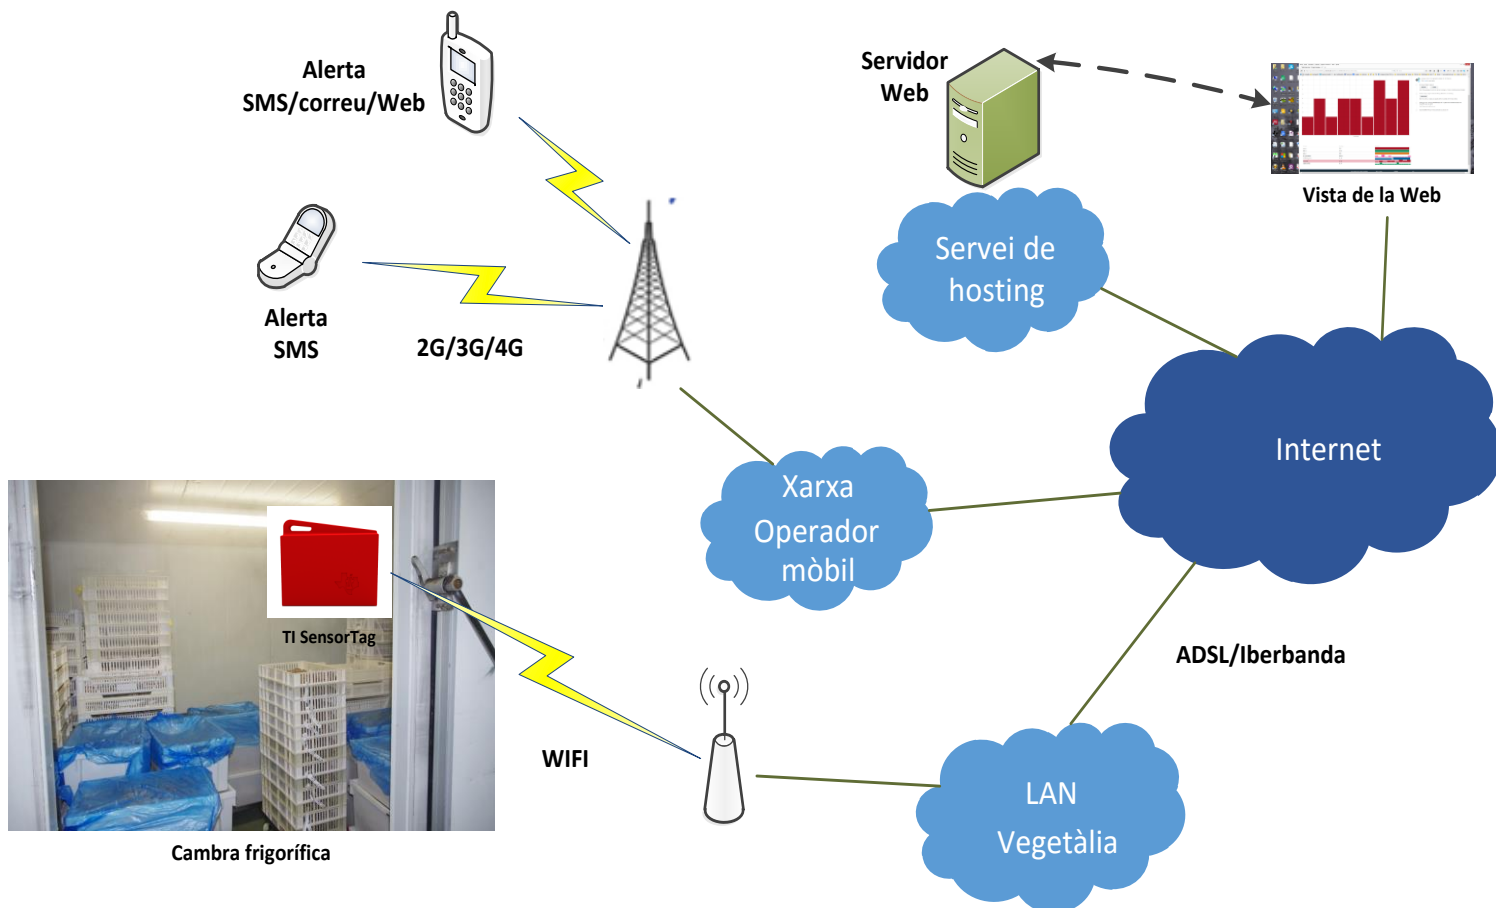 Alerta
SMS/correu/Web
Servidor
Web
Vista de la Web
Servei de
hosting
Alerta
SMS
2G/3G/4G
Internet
Xarxa
Operador
mòbil
TI SensorTag
ADSL/Iberbanda
WIFI
LAN
Vegetàlia
Cambra frigorífica